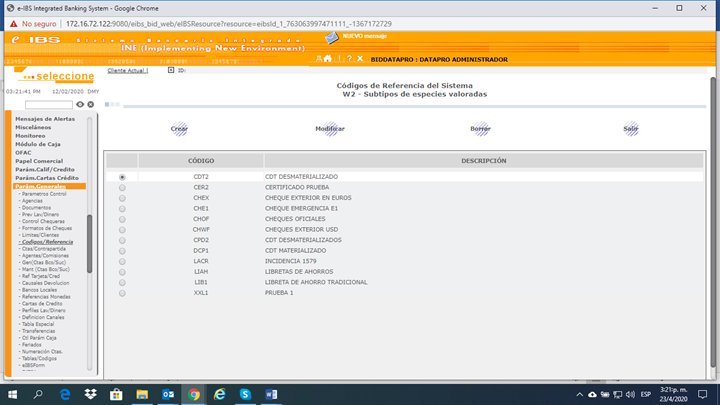 e-IBS Integrated Banking System - Google Chrome
No seguro | 172.16.72.122:9080/eibs_bid_web/eIBSResource?resource=eibsId_1_763063997471111_-1367172729
e IBS Sistema Bancario Integrado
INE (Implementing New Environment)
NUEVO mensaje
BIDDATAPRO : DATAPRO ADMINISTRADOR
...seleccione
Cliente Actual | ID:
03:21:41 PM 12/02/2020 DMY
Códigos de Referencia del Sistema
W2 - Subtipos de especies valoradas
Crear Modificar Borrar Salir
Mensajes de Alertas
Misceláneos
Monitoreo
Módulo de Caja
OFAC
Papel Comercial
Parám.Calif/Credito
Parám.Cartas Crédito
Parám.Generales
- Parametros Control
- Agencias
- Documentos
- Prev Lav/Dinero
- Control Chequeras
- Formatos de Cheques
- Limites/Clientes
- Codigos/Referencia
- Ctas/Contrapartida
- Agentes/Comisiones
- Gen(Ctas Bco/Suc)
- Mant (Ctas Bco/Suc)
- Ref Tarjeta/Cred
- Causales Devolucion
- Bancos Locales
- Referencias Monedas
- Cartas de Credito
- Perfiles Lav/Dinero
- Definicion Canales
- Tabla Especial
- Transferencias
- Ctl Parám Caja
- Feriados
- Numeración Ctas.
- Tablas/Codigos
- eIBSForm
CÓDIGO DESCRIPCIÓN
CDT2 CDT DESMATERIALIZADO
CER2 CERTIFICADO PRUEBA
CHEX CHEQUE EXTERIOR EN EUROS
CHE1 CHEQUE EMERGENCIA E1
CHOF CHEQUES OFICIALES
CHWF CHEQUES EXTERIOR USD
CPD2 CDT DESMATERIALIZADOS
DCP1 CDT MATERIALIZADO
LACR INCIDENCIA 1579
LIAH LIBRETAS DE AHORROS
LIB1 LIBRETA DE AHORRO TRADICIONAL
XXL1 PRUEBA 1
ESP
3:21p. m.
23/4/2020